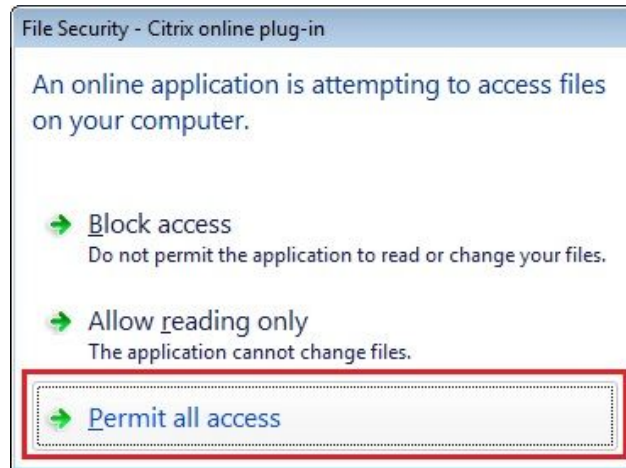 File Security - Citrix online plug-in
An online application is attempting to access files
on your computer.
Block access
Do not permit the application to read or change your files.
Allow reading only
The application cannot change files.
Permit all access